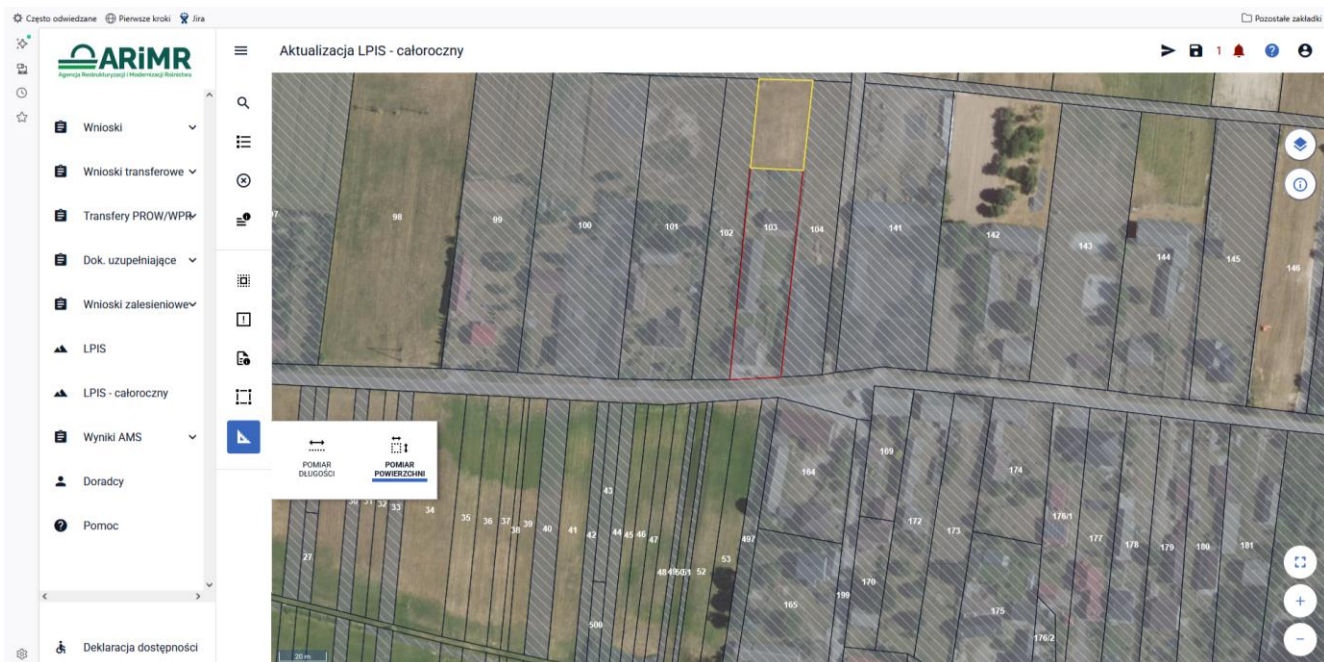 Często odwiedzane
Pierwsze kroki
Jira
Pozostałe zakładki
ARiMR
Agencja Restrukturyzacji i Modernizacji Rolnictwa
Aktualizacja LPIS - całoroczny
1
Wnioski
Wnioski transferowe
Transfery PROW/WPR
Dok. uzupełniające
Wnioski zalesieniowe
LPIS
LPIS - całoroczny
Wyniki AMS
Doradcy
Pomoc
Deklaracja dostępności
POMIAR
DŁUGOŚCI
POMIAR
POWIERZCHNI
98
99
100
101
102
103
104
141
142
143
144
145
146
164
169
174
43
33
34
35
36
37
38
39
40
41
42
44
45
46
47
48
52
53
497
172
173
176/1
177
178
179
180
181
27
170
199
165
175
176/2
500
20 m